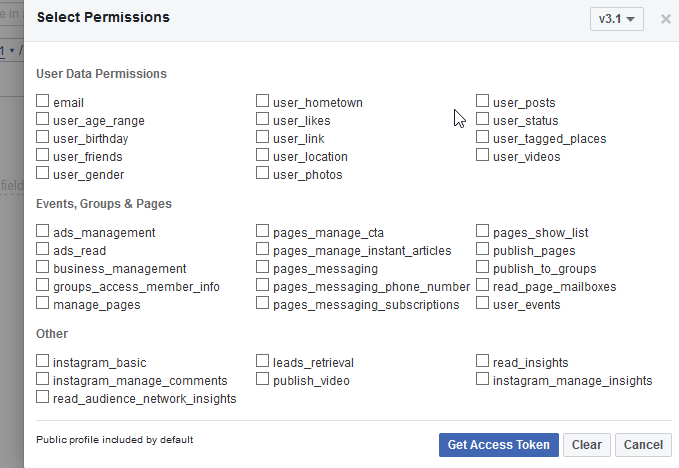 e in
Select Permissions
v3.1
1 /
User Data Permissions
email
user_age_range
user_birthday
user_friends
user_gender
user_hometown
user_likes
user_link
user_location
user_photos
user_posts
user_status
user_tagged_places
user_videos
field
Events, Groups & Pages
ads_management
ads_read
business_management
groups_access_member_info
manage_pages
pages_manage_cta
pages_manage_instant_articles
pages_messaging
pages_messaging_phone_number
pages_messaging_subscriptions
pages_show_list
publish_pages
publish_to_groups
read_page_mailboxes
user_events
Other
instagram_basic
instagram_manage_comments
read_audience_network_insights
leads_retrieval
publish_video
read_insights
instagram_manage_insights
Public profile included by default
Get Access Token
Clear
Cancel